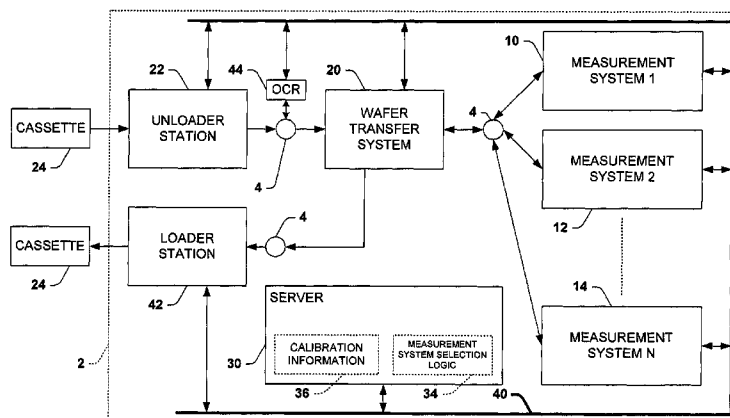 22
44
OCR
20
10
MEASUREMENT
SYSTEM 1
CASSETTE
24
UNLOADER
STATION
4
WAFER
TRANSFER
SYSTEM
4
MEASUREMENT
SYSTEM 2
12
CASSETTE
24
LOADER
STATION
42
4
14
MEASUREMENT
SYSTEM N
SERVER
30
CALIBRATION
INFORMATION
36
MEASUREMENT
SYSTEM SELECTION
LOGIC
34
2
40